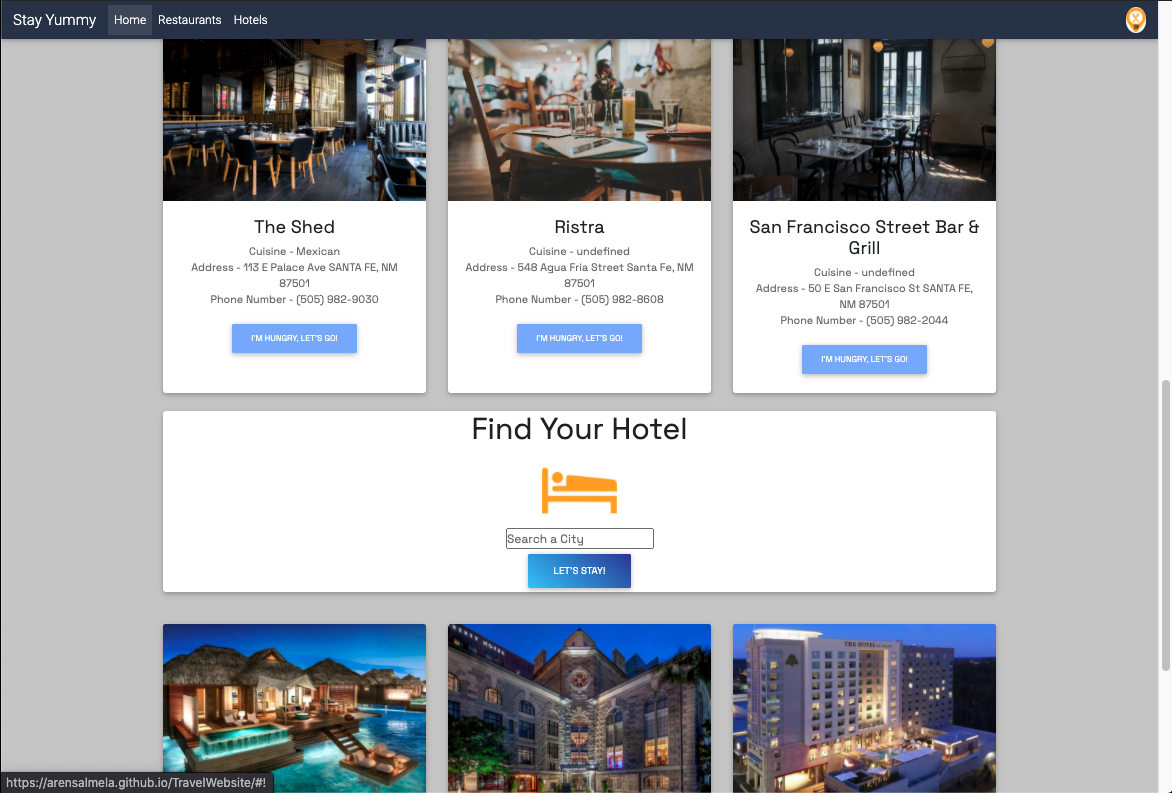 Stay Yummy Home Restaurants Hotels
The Shed
Cuisine - Mexican
Address - 113 E Palace Ave SANTA FE, NM
87501
Phone Number - (505) 982-9030
I'M HUNGRY, LET'S GO!
Ristra
Cuisine - undefined
Address - 548 Agua Fria Street Santa Fe, NM
87501
Phone Number - (505) 982-8608
I'M HUNGRY, LET'S GO!
San Francisco Street Bar &
Grill
Cuisine - undefined
Address - 50 E San Francisco St SANTA FE,
NM 87501
Phone Number - (505) 982-2044
I'M HUNGRY, LET'S GO!
Find Your Hotel
Search a City
LET'S STAY!
THE HOTEL
https://arensalmela.github.io/TravelWebsite/#!